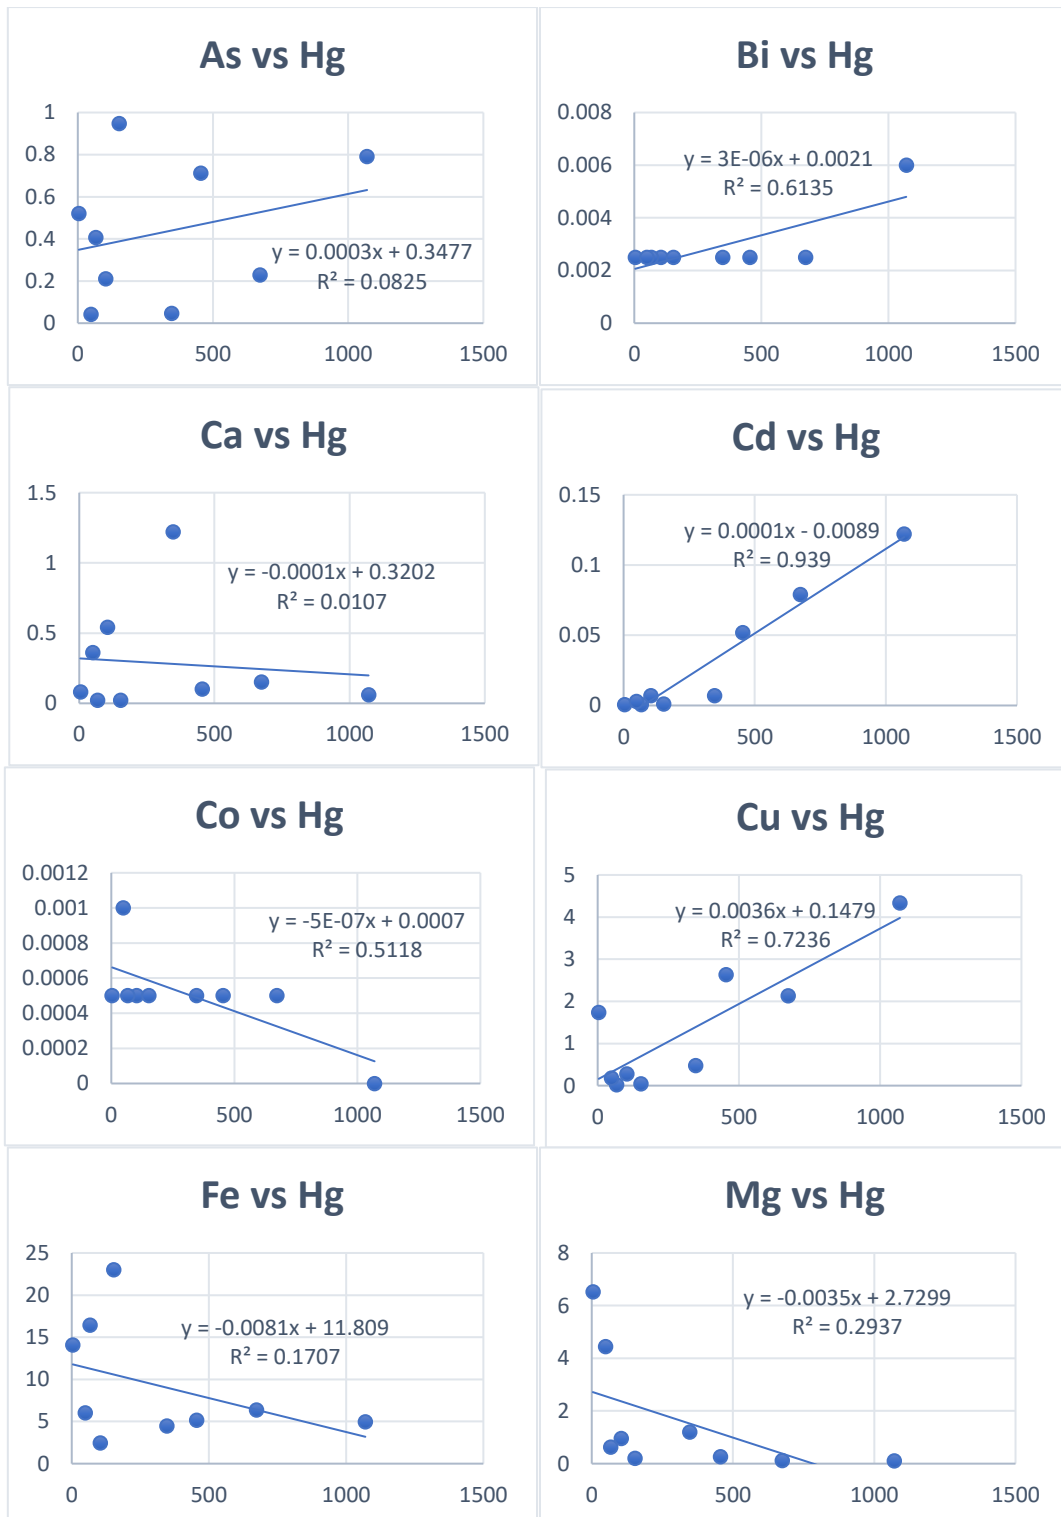 As vs Hg
1
0.8
0.6
0.4
0.2
0
y = 0.0003x + 0.3477
R² = 0.0825
0 500 1000 1500
Bi vs Hg
0.008
0.006
0.004
0.002
0
y = 3E-06x + 0.0021
R² = 0.6135
0 500 1000 1500
Ca vs Hg
1.5
1
0.5
0
y = -0.0001x + 0.3202
R² = 0.0107
0 500 1000 1500
Cd vs Hg
0.15
0.1
0.05
0
y = 0.0001x - 0.0089
R² = 0.939
0 500 1000 1500
Co vs Hg
0.0012
0.001
0.0008
0.0006
0.0004
0.0002
0
y = -5E-07x + 0.0007
R² = 0.5118
0 500 1000 1500
Cu vs Hg
5
4
3
2
1
0
y = 0.0036x + 0.1479
R² = 0.7236
0 500 1000 1500
Fe vs Hg
25
20
15
10
5
0
y = -0.0081x + 11.809
R² = 0.1707
0 500 1000 1500
Mg vs Hg
8
6
4
2
0
y = -0.0035x + 2.7299
R² = 0.2937
0 500 1000 1500